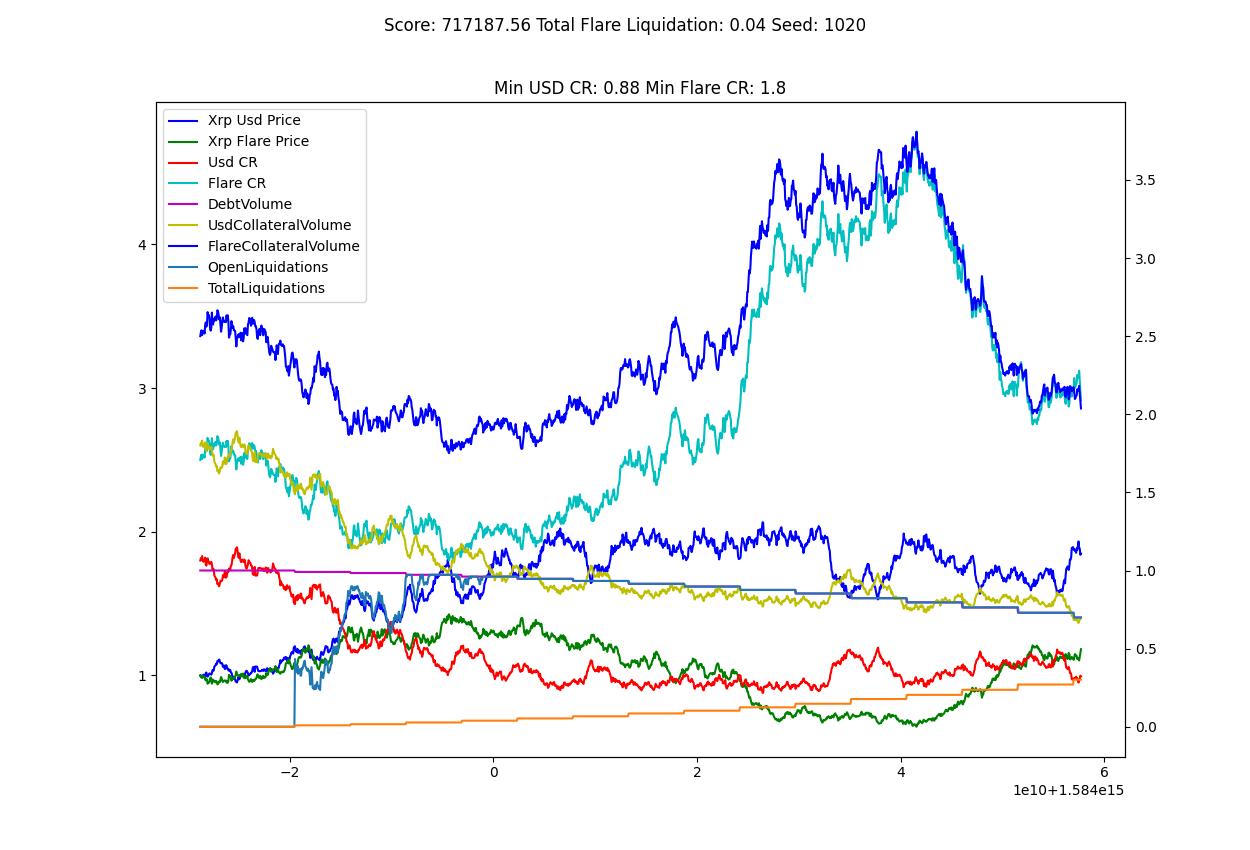 Score: 717187.56 Total Flare Liquidation: 0.04 Seed: 1020
Min USD CR: 0.88 Min Flare CR: 1.8
Xrp Usd Price
Xrp Flare Price
Usd CR
Flare CR
DebtVolume
UsdCollateralVolume
FlareCollateralVolume
OpenLiquidations
TotalLiquidations
4
3
2
1
3.5
3.0
2.5
2.0
1.5
1.0
0.5
0.0
−2 0 2 4 6
1e10+1.584e15